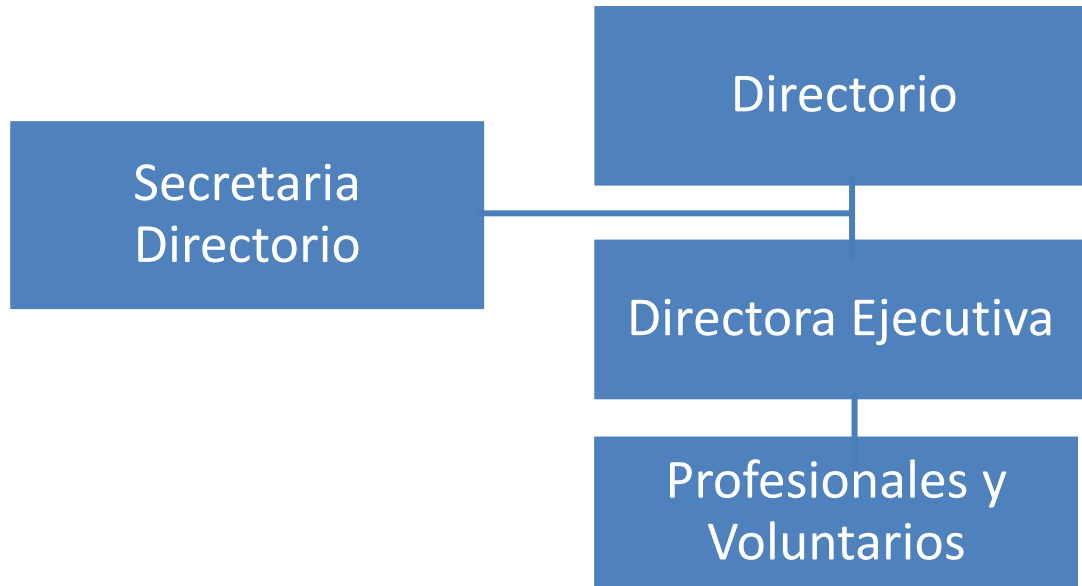 Directorio
Secretaria
Directorio
Directora Ejecutiva
Profesionales y
Voluntarios